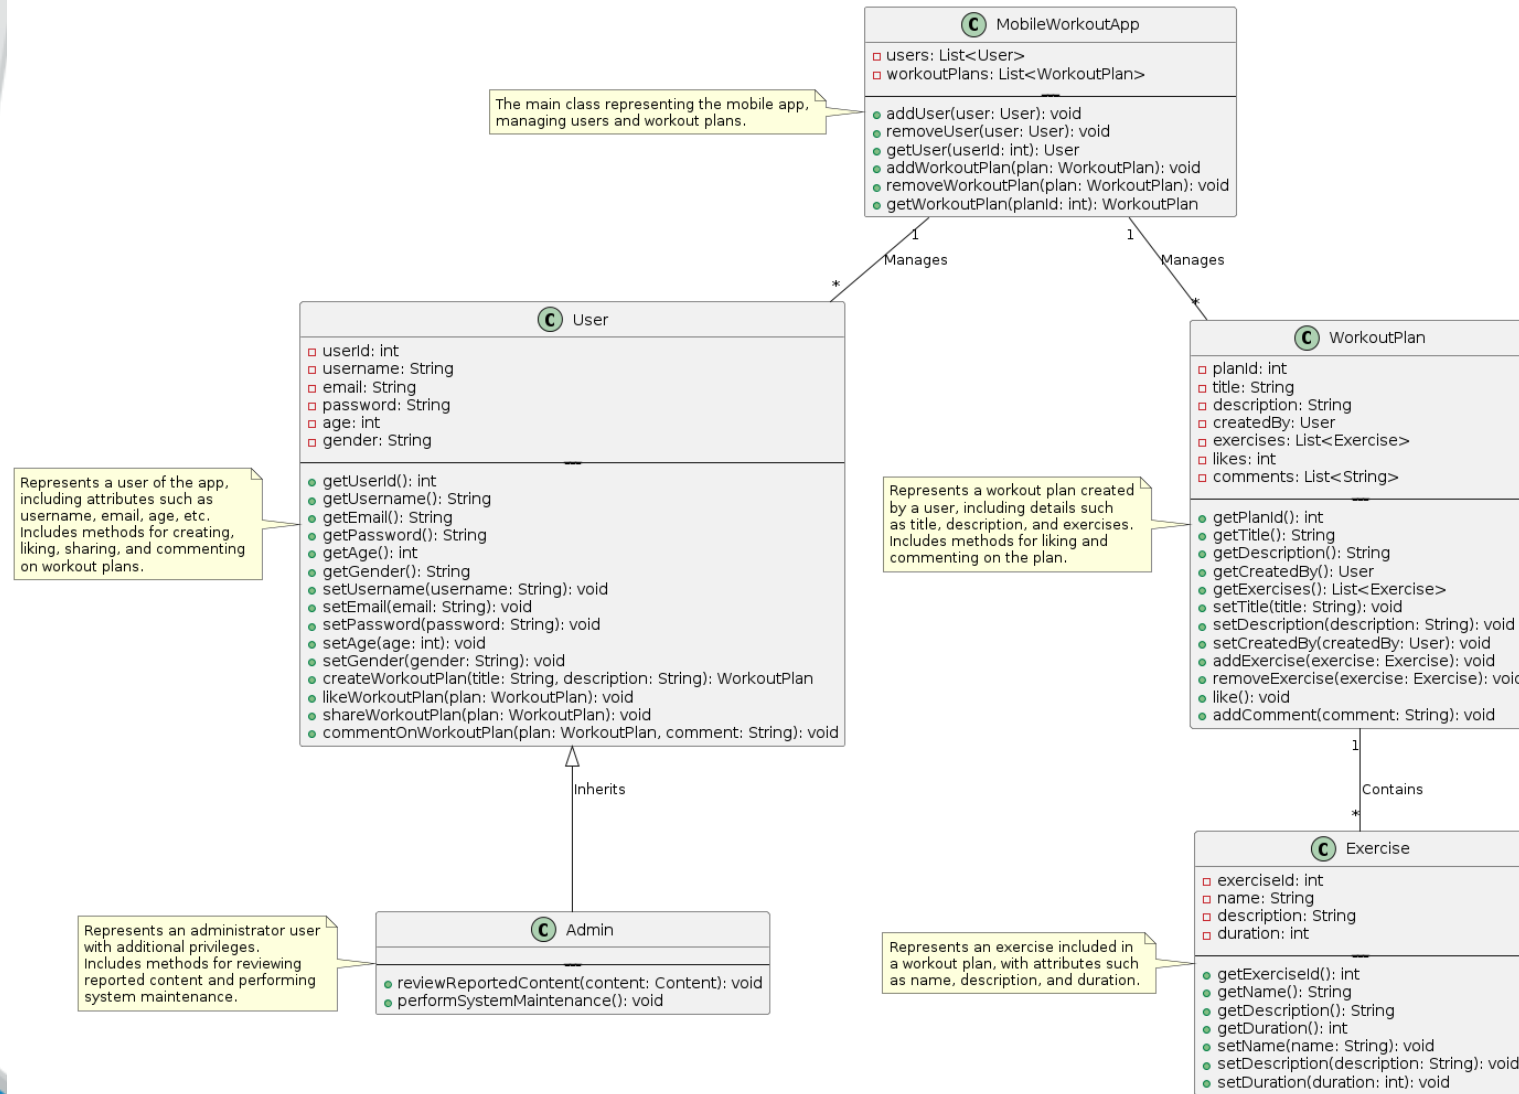 C MobileWorkoutApp
users: List<User>
workoutPlans: List<WorkoutPlan>
addUser(user: User): void
removeUser(user: User): void
getUser(userId: int): User
addWorkoutPlan(plan: WorkoutPlan): void
removeWorkoutPlan(plan: WorkoutPlan): void
getWorkoutPlan(planId: int): WorkoutPlan
The main class representing the mobile app,
managing users and workout plans.
1
Manages
*
1
Manages
*
C User
userId: int
username: String
email: String
password: String
age: int
gender: String
getUserId(): int
getUsername(): String
getEmail(): String
getPassword(): String
getAge(): int
getGender(): String
setUsername(username: String): void
setEmail(email: String): void
setPassword(password: String): void
setAge(age: int): void
setGender(gender: String): void
createWorkoutPlan(title: String, description: String): WorkoutPlan
likeWorkoutPlan(plan: WorkoutPlan): void
shareWorkoutPlan(plan: WorkoutPlan): void
commentOnWorkoutPlan(plan: WorkoutPlan, comment: String): void
Represents a user of the app,
including attributes such as
username, email, age, etc.
Includes methods for creating,
liking, sharing, and commenting
on workout plans.
C WorkoutPlan
planId: int
title: String
description: String
createdBy: User
exercises: List<Exercise>
likes: int
comments: List<String>
getPlanId(): int
getTitle(): String
getDescription(): String
getCreatedBy(): User
getExercises(): List<Exercise>
setTitle(title: String): void
setDescription(description: String): void
setCreatedBy(createdBy: User): void
addExercise(exercise: Exercise): void
removeExercise(exercise: Exercise): void
like(): void
addComment(comment: String): void
Represents a workout plan created
by a user, including details such
as title, description, and exercises.
Includes methods for liking and
commenting on the plan.
Inherits
1
Contains
*
C Admin
reviewReportedContent(content: Content): void
performSystemMaintenance(): void
Represents an administrator user
with additional privileges.
Includes methods for reviewing
reported content and performing
system maintenance.
C Exercise
exerciseId: int
name: String
description: String
duration: int
getExerciseId(): int
getName(): String
getDescription(): String
getDuration(): int
setName(name: String): void
setDescription(description: String): void
setDuration(duration: int): void
Represents an exercise included in
a workout plan, with attributes such
as name, description, and duration.